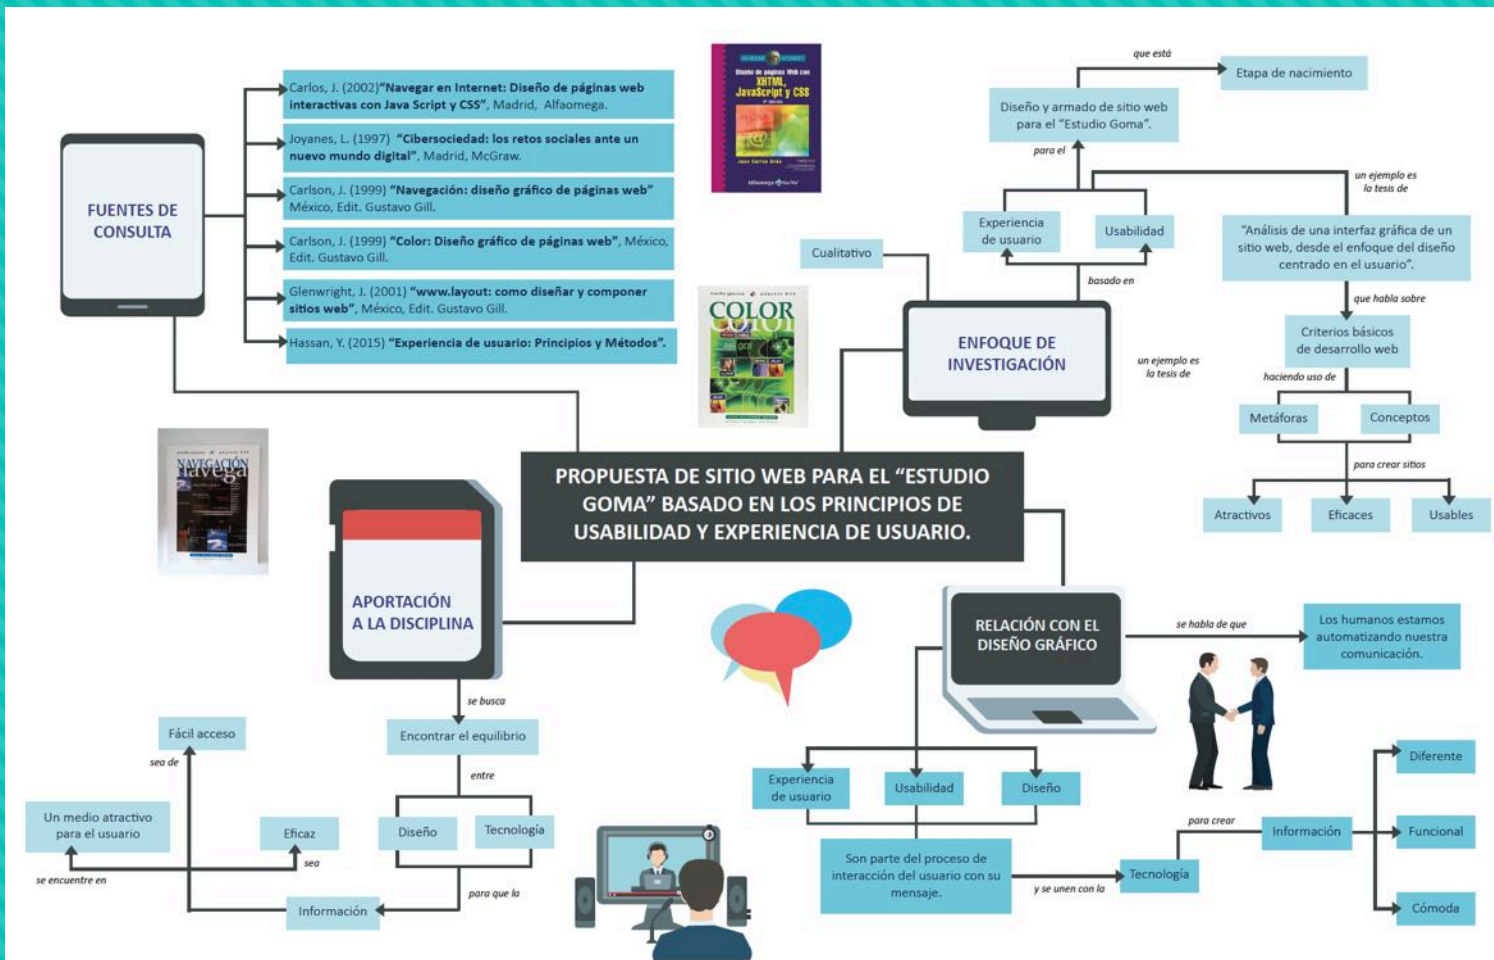 FUENTES DE
CONSULTA
Carlos, J. (2002)“Navegar en Internet: Diseño de páginas web
interactivas con Java Script y CSS”, Madrid, Alfaomega.
Joyanes, L. (1997) “Cibersociedad: los retos sociales ante un
nuevo mundo digital”, Madrid, McGraw.
Carlson, J. (1999) “Navegación: diseño gráfico de páginas web”
México, Edit. Gustavo Gill.
Carlson, J. (1999) “Color: Diseño gráfico de páginas web”, México,
Edit. Gustavo Gill.
Glenwright, J. (2001) “www.layout: como diseñar y componer
sitios web”, México, Edit. Gustavo Gill.
Hassan, Y. (2015) “Experiencia de usuario: Principios y Métodos”.
Diseño de páginas Web con
XHTML,
JavaScript y CSS
Alfaomega
COLOR
NAVEGACIÓN
navega
que está
Etapa de nacimiento
Diseño y armado de sitio web
para el “Estudio Goma”.
para el
un ejemplo es
la tesis de
Experiencia
de usuario
Usabilidad
Cualitativo
basado en
“Análisis de una interfaz gráfica de un
sitio web, desde el enfoque del diseño
centrado en el usuario”.
que habla sobre
ENFOQUE DE
INVESTIGACIÓN
un ejemplo es
la tesis de
Criterios básicos
de desarrollo web
haciendo uso de
Metáforas
Conceptos
para crear sitios
Atractivos
Eficaces
Usables
PROPUESTA DE SITIO WEB PARA EL “ESTUDIO
GOMA” BASADO EN LOS PRINCIPIOS DE
USABILIDAD Y EXPERIENCIA DE USUARIO.
APORTACIÓN
A LA DISCIPLINA
se busca
Encontrar el equilibrio
entre
Diseño
Tecnología
para que la
Información
Fácil acceso
sea de
Un medio atractivo
para el usuario
se encuentre en
Eficaz
sea
RELACIÓN CON EL
DISEÑO GRÁFICO
se habla de que
Los humanos estamos
automatizando nuestra
comunicación.
Experiencia
de usuario
Usabilidad
Diseño
Son parte del proceso de
interacción del usuario con su
mensaje.
y se unen con la
Tecnología
para crear
Información
Diferente
Funcional
Cómoda